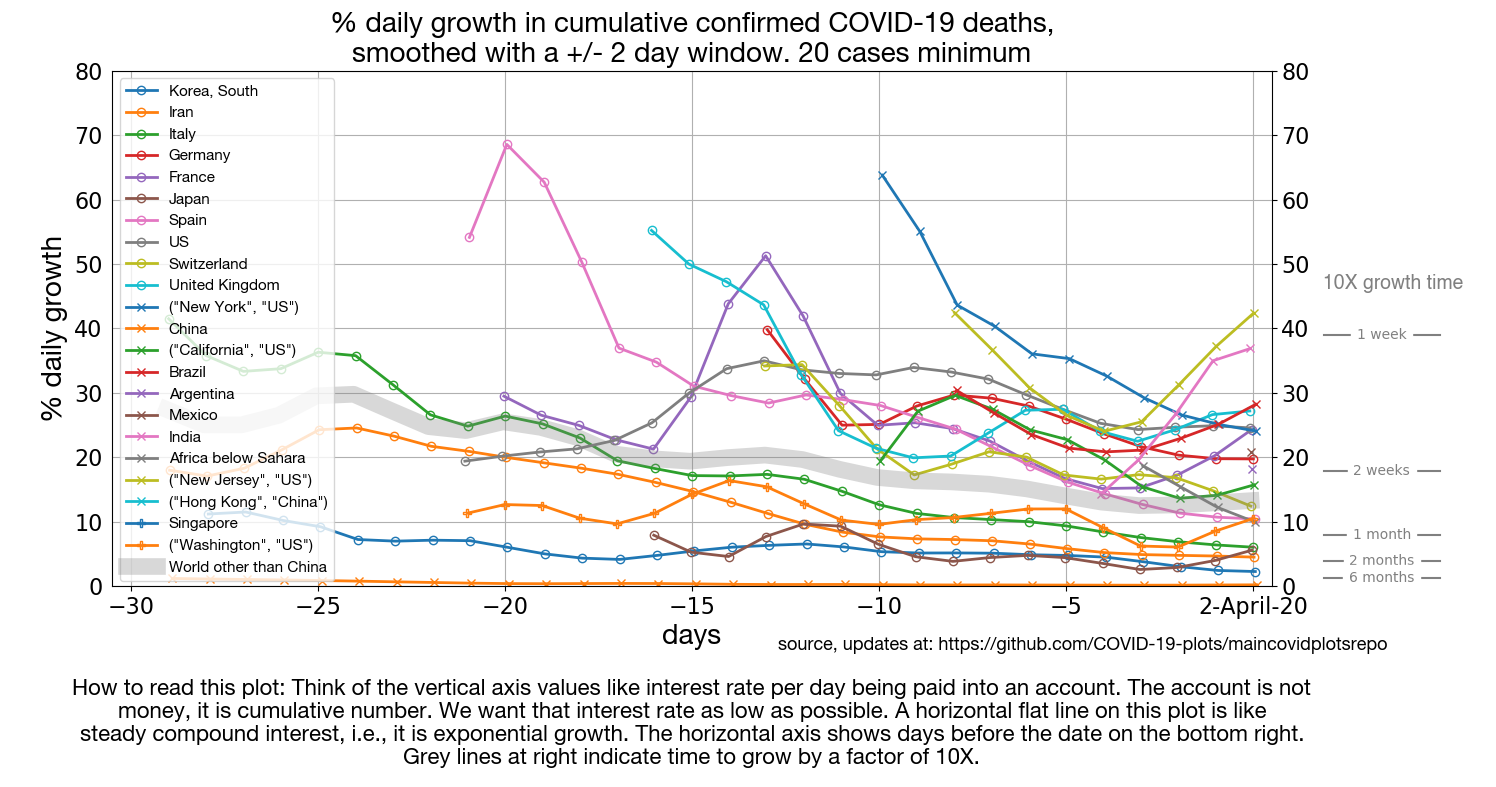 % daily growth in cumulative confirmed COVID-19 deaths,
smoothed with a +/- 2 day window. 20 cases minimum
% daily growth
80
70
60
50
40
30
20
10
0
Korea, South
Iran
Italy
Germany
France
Japan
Spain
US
Switzerland
United Kingdom
("New York", "US")
China
("California", "US")
Brazil
Argentina
Mexico
India
Africa below Sahara
("New Jersey", "US")
("Hong Kong", "China")
Singapore
("Washington", "US")
World other than China
80
70
60
50
40
30
20
10
0
10X growth time
1 week
2 weeks
1 month
2 months
6 months
−30 −25 −20 −15 −10 −5 2-April-20
days
source, updates at: https://github.com/COVID-19-plots/maincovidplotsrepo
How to read this plot: Think of the vertical axis values like interest rate per day being paid into an account. The account is not
money, it is cumulative number. We want that interest rate as low as possible. A horizontal flat line on this plot is like
steady compound interest, i.e., it is exponential growth. The horizontal axis shows days before the date on the bottom right.
Grey lines at right indicate time to grow by a factor of 10X.